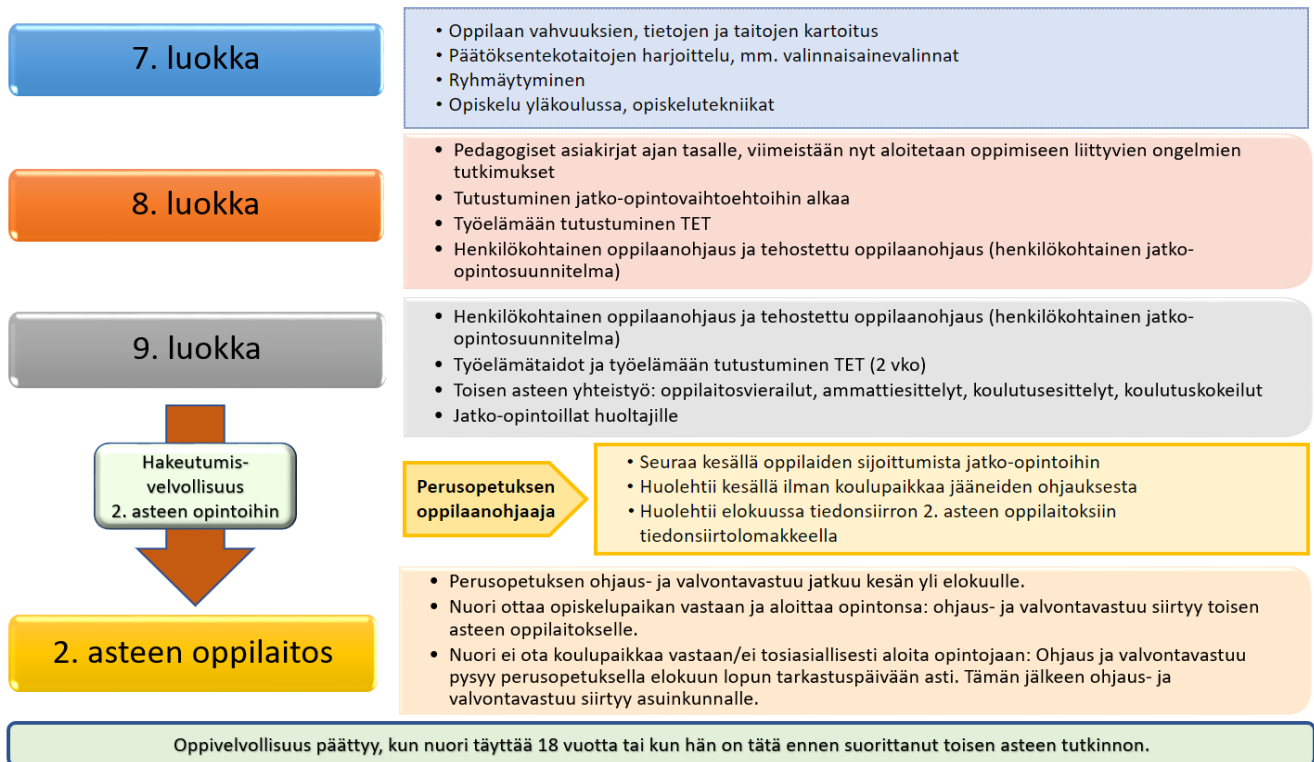 7. luokka
• Oppilaan vahvuuksien, tietojen ja taitojen kartoitus
• Päätöksentekotaitojen harjoittelu, mm. valinnaisainevalinnat
• Ryhmäytyminen
• Opiskelu yläkoulussa, opiskelutekniikat
8. luokka
• Pedagogiset asiakirjat ajan tasalle, viimeistään nyt aloitetaan oppimiseen liittyvien ongelmien
tutkimukset
• Tutustuminen jatko-opintovaihtoehtoihin alkaa
• Työelämään tutustuminen TET
• Henkilökohtainen oppilaanohjaus ja tehostettu oppilaanohjaus (henkilökohtainen jatko-
opintosuunnitelma)
9. luokka
• Henkilökohtainen oppilaanohjaus ja tehostettu oppilaanohjaus (henkilökohtainen jatko-
opintosuunnitelma)
• Työelämätaidot ja työelämään tutustuminen TET (2 vko)
• Toisen asteen yhteistyö: oppilaitosvierailut, ammattiesittelyt, koulutusesittelyt, koulutuskokeilut
• Jatko-opintoillat huoltajille
Hakeutumis-
velvollisuus
2. asteen opintoihin
Perusopetuksen
oppilaanohjaaja
• Seuraa kesällä oppilaiden sijoittumista jatko-opintoihin
• Huolehtii kesällä ilman koulupaikkaa jääneiden ohjauksesta
• Huolehtii elokuussa tiedonsiirron 2. asteen oppilaitoksiin
tiedonsiirtolomakkeella
2. asteen oppilaitos
• Perusopetuksen ohjaus- ja valvontavastuu jatkuu kesän yli elokuulle.
• Nuori ottaa opiskelupaikan vastaan ja aloittaa opintonsa: ohjaus- ja valvontavastuu siirtyy toisen
asteen oppilaitokselle.
• Nuori ei ota koulupaikkaa vastaan/ei tosiasiallisesti aloita opintojaan: Ohjaus ja valvontavastuu
pysyy perusopetuksella elokuun lopun tarkastuspäivään asti. Tämän jälkeen ohjaus- ja
valvontavastuu siirtyy asuinkunnalle.
Oppivelvollisuus päättyy, kun nuori täyttää 18 vuotta tai kun hän on tätä ennen suorittanut toisen asteen tutkinnon.